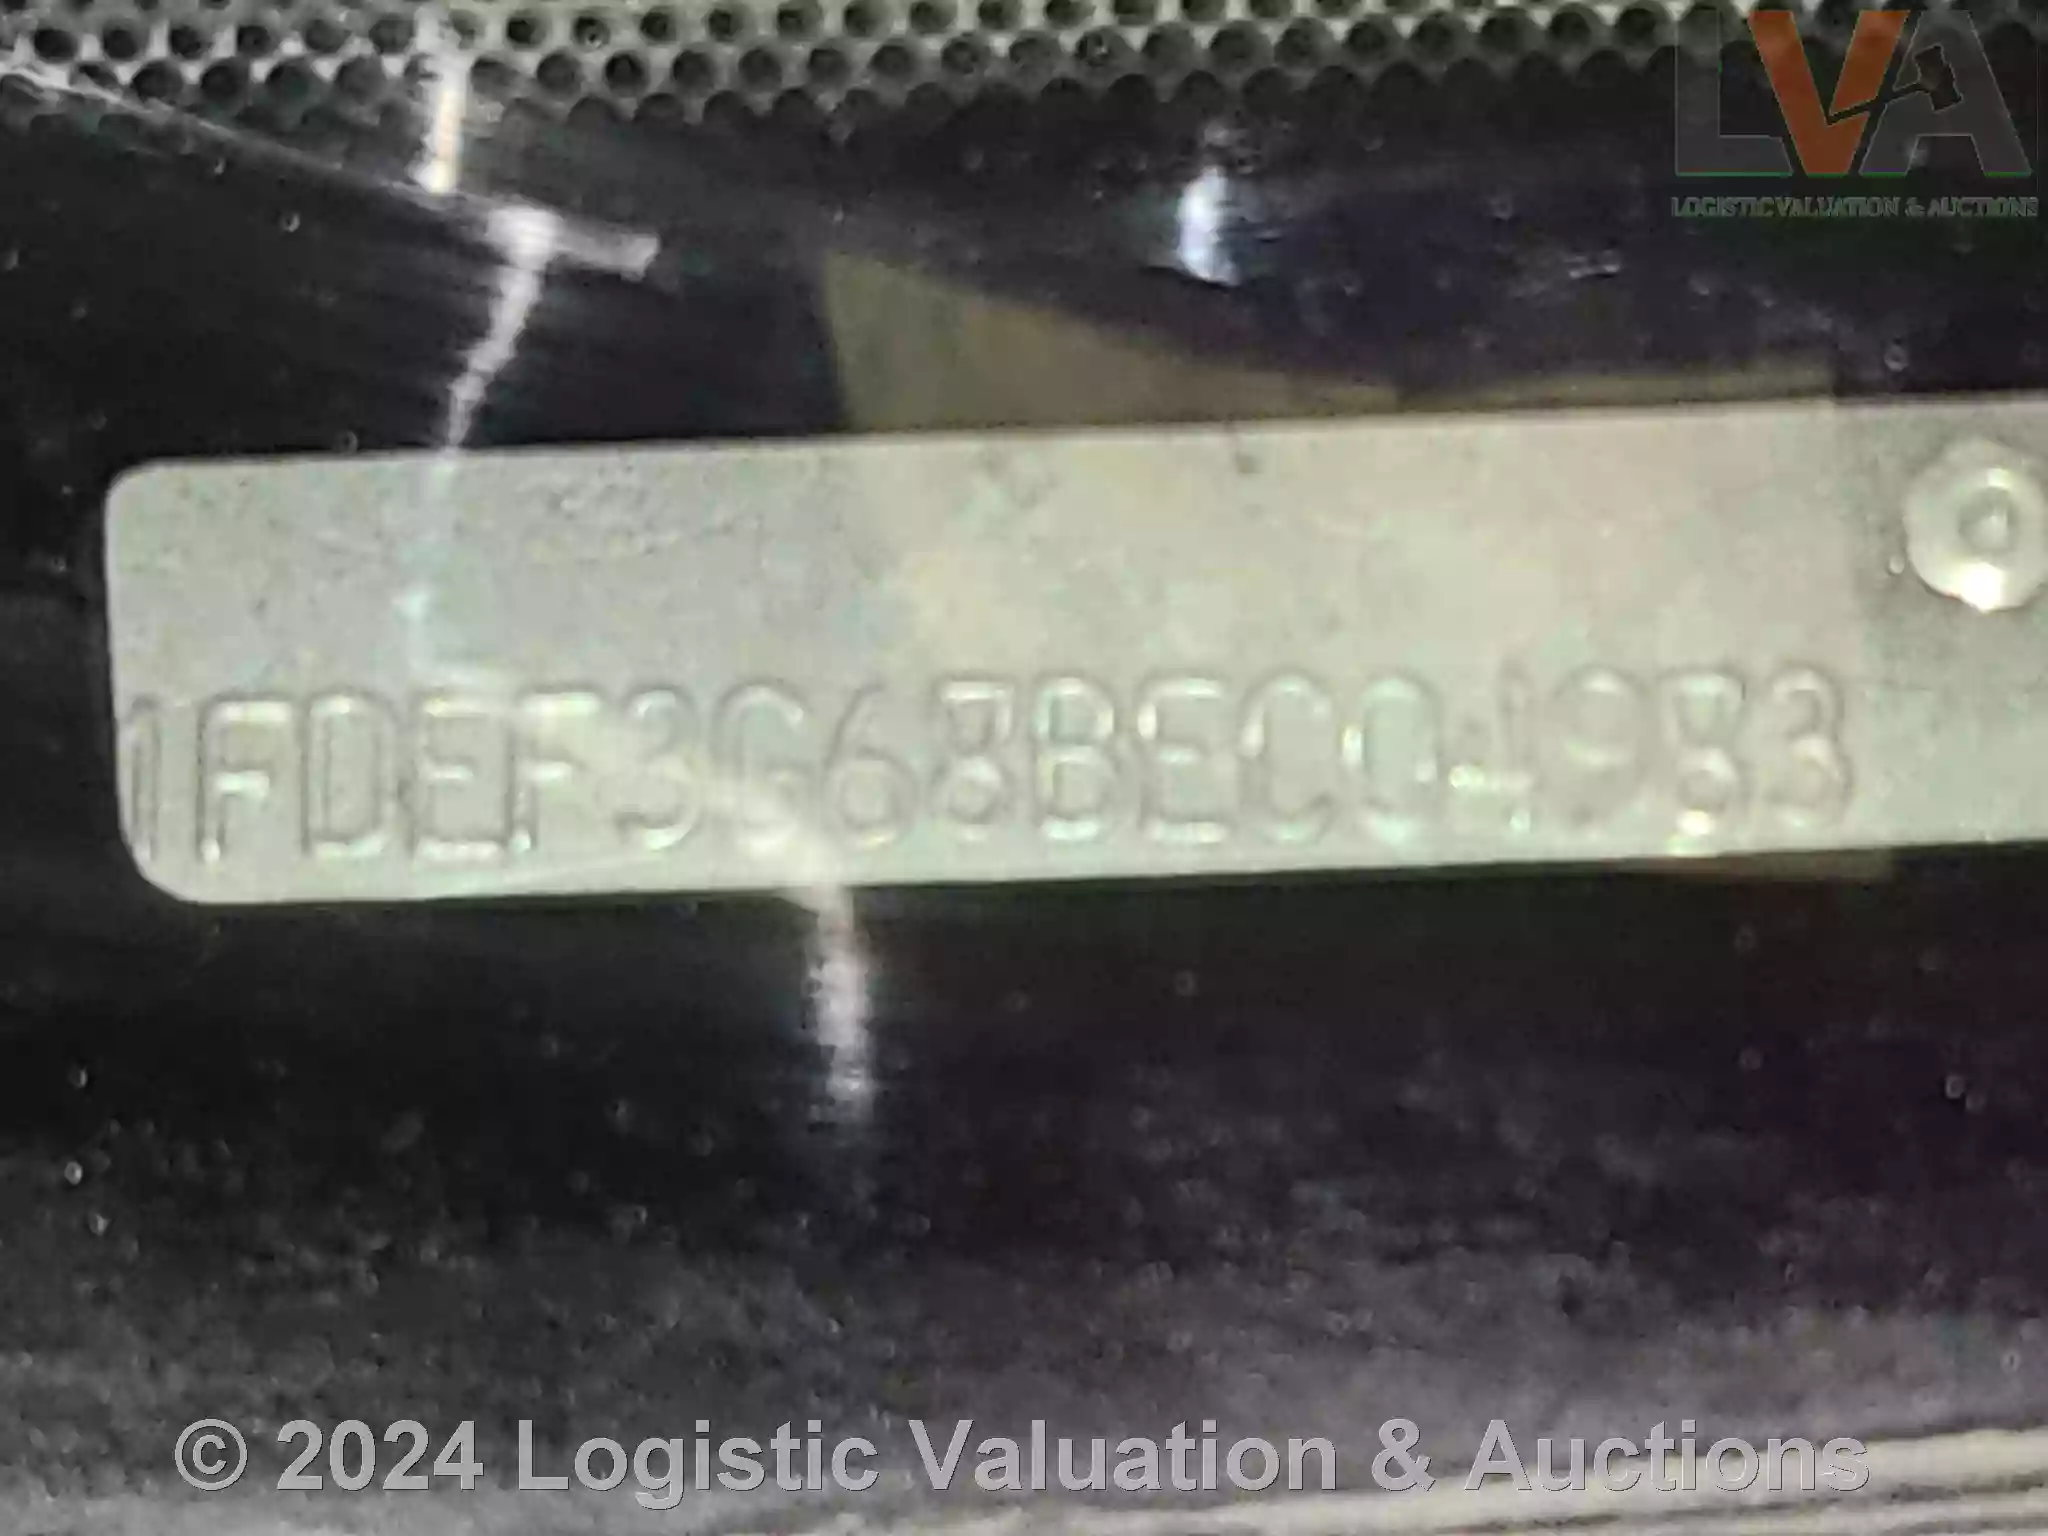 LVA
LOGISTIC VALUATION & AUCTIONS
1FDEF3G68BEC04983
© 2024 Logistic Valuation & Auctions